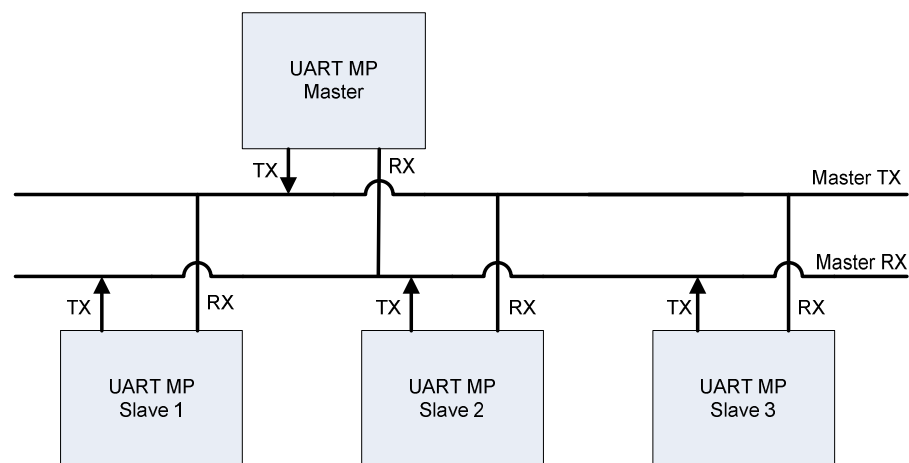 UART MP
Master
TX
RX
Master TX
Master RX
TX
RX
TX
RX
TX
RX
UART MP
Slave 1
UART MP
Slave 2
UART MP
Slave 3